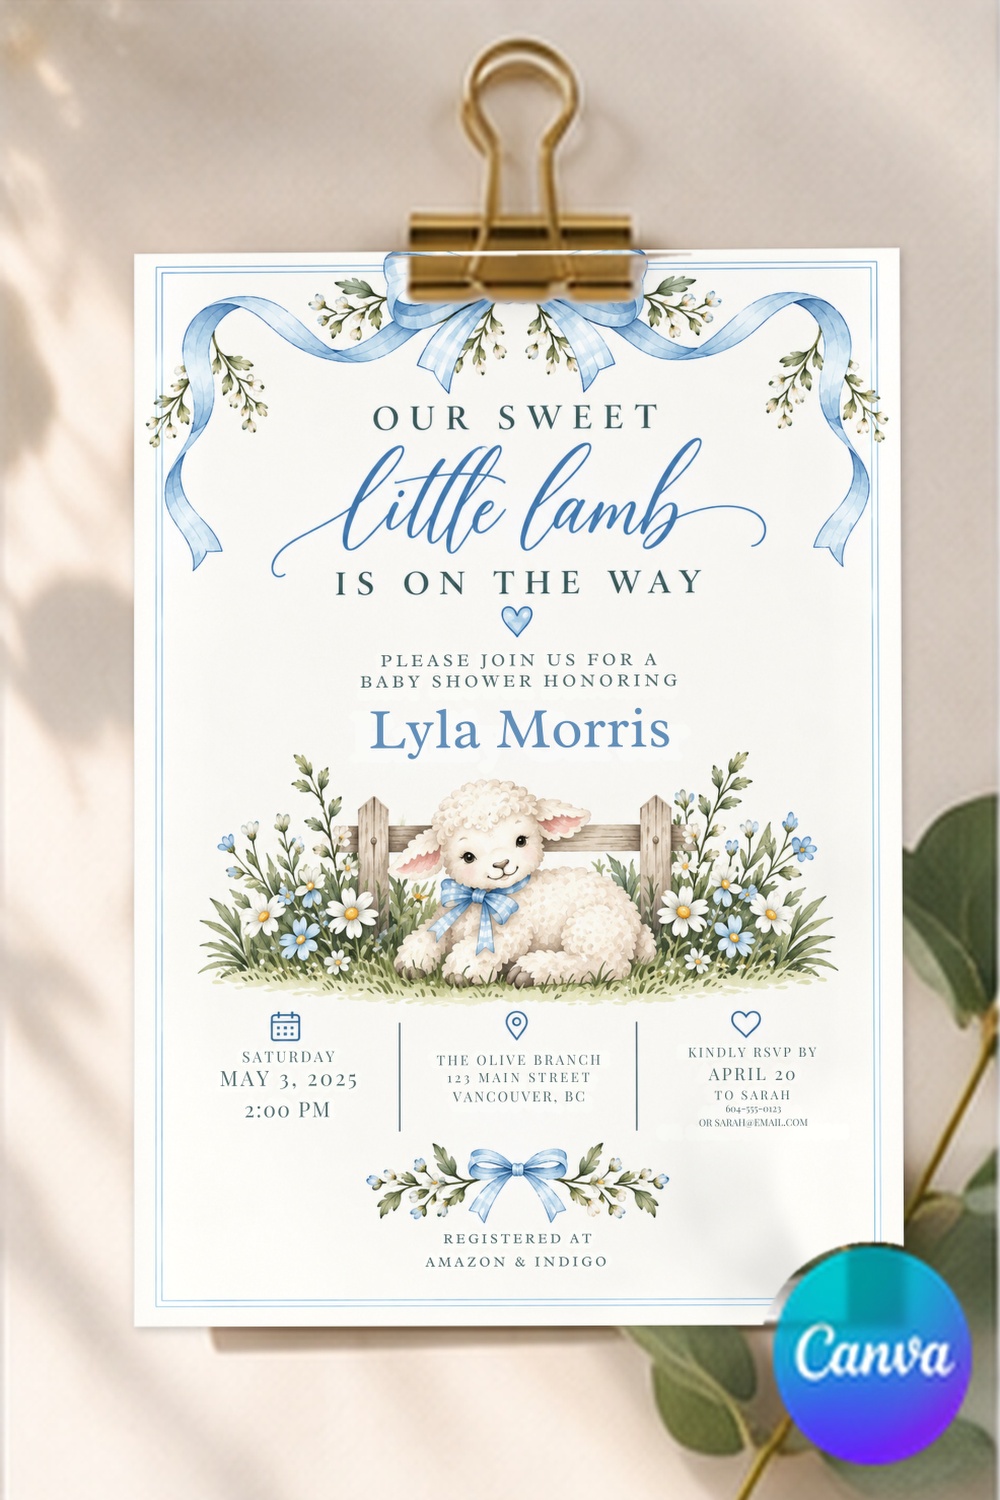 OUR SWEET
little lamb
IS ON THE WAY
PLEASE JOIN US FOR A
BABY SHOWER HONORING
Lyla Morris
SATURDAY
MAY 3, 2025
2:00 PM
THE OLIVE BRANCH
123 MAIN STREET
VANCOUVER, BC
KINDLY RSVP BY
APRIL 20
TO SARAH
604-555-0123
OR SARAH@EMAIL.COM
REGISTERED AT
AMAZON & INDIGO
Canva